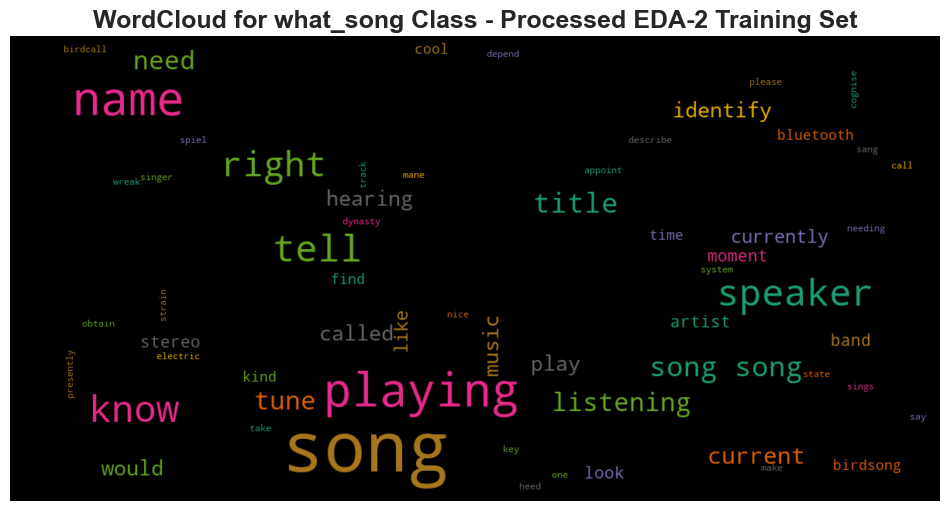 WordCloud for what_song Class - Processed EDA-2 Training Set
birdcall
cool
depend
need
please
cognise
name
identify
bluetooth
spiel
describe
sang
right
call
track
mane
appoint
wreak
singer
hearing
title
dynasty
time
currently
needing
tell
moment
system
find
speaker
strain
nice
obtain
like
music
artist
called
stereo
band
electric
presently
play
song song
kind
state
sings
playing
tune
listening
know
say
take
song
key
current
birdsong
would
look
make
one
heed